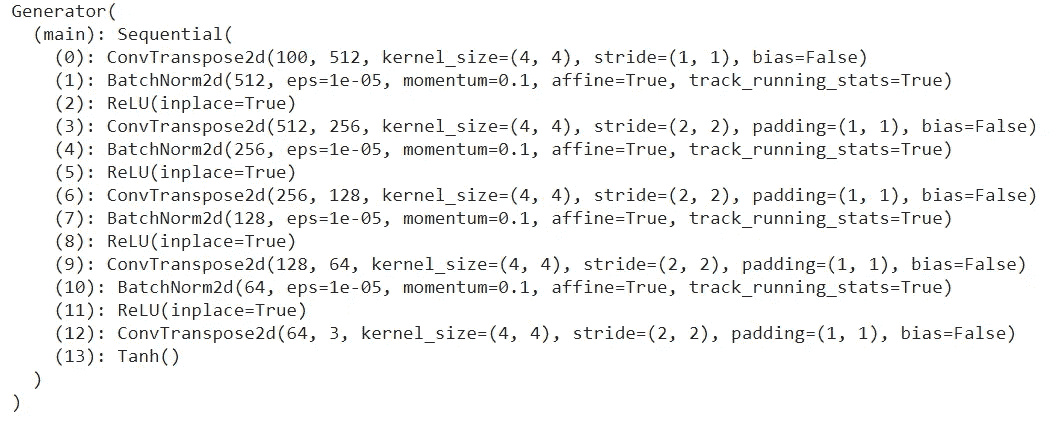 Generator(
  (main): Sequential(
    (0): ConvTranspose2d(100, 512, kernel_size=(4, 4), stride=(1, 1), bias=False)
    (1): BatchNorm2d(512, eps=1e-05, momentum=0.1, affine=True, track_running_stats=True)
    (2): ReLU(inplace=True)
    (3): ConvTranspose2d(512, 256, kernel_size=(4, 4), stride=(2, 2), padding=(1, 1), bias=False)
    (4): BatchNorm2d(256, eps=1e-05, momentum=0.1, affine=True, track_running_stats=True)
    (5): ReLU(inplace=True)
    (6): ConvTranspose2d(256, 128, kernel_size=(4, 4), stride=(2, 2), padding=(1, 1), bias=False)
    (7): BatchNorm2d(128, eps=1e-05, momentum=0.1, affine=True, track_running_stats=True)
    (8): ReLU(inplace=True)
    (9): ConvTranspose2d(128, 64, kernel_size=(4, 4), stride=(2, 2), padding=(1, 1), bias=False)
    (10): BatchNorm2d(64, eps=1e-05, momentum=0.1, affine=True, track_running_stats=True)
    (11): ReLU(inplace=True)
    (12): ConvTranspose2d(64, 3, kernel_size=(4, 4), stride=(2, 2), padding=(1, 1), bias=False)
    (13): Tanh()
  )
)